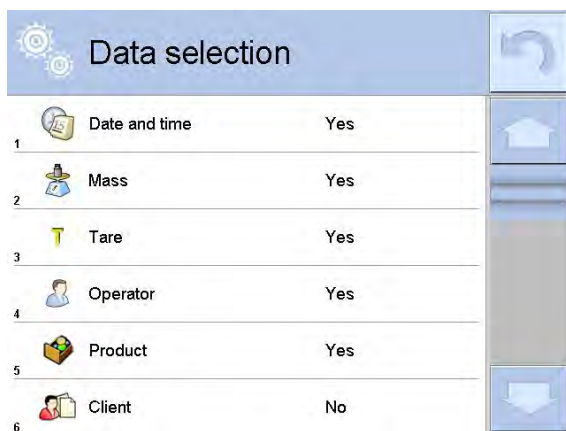 Data selection
Date and time Yes
1
Mass Yes
2
T Tare Yes
3
Operator Yes
4
Product Yes
5
Client No
6